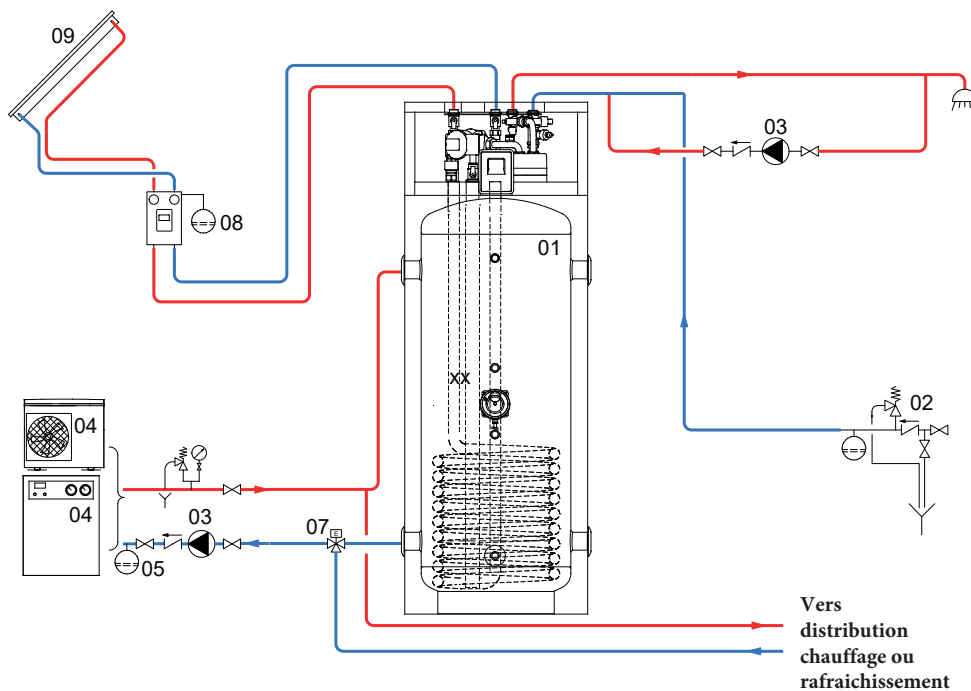 09
03
08
01
XX
04
02
04
03
07
E
05
Vers
distribution
chauffage ou
rafraichissement